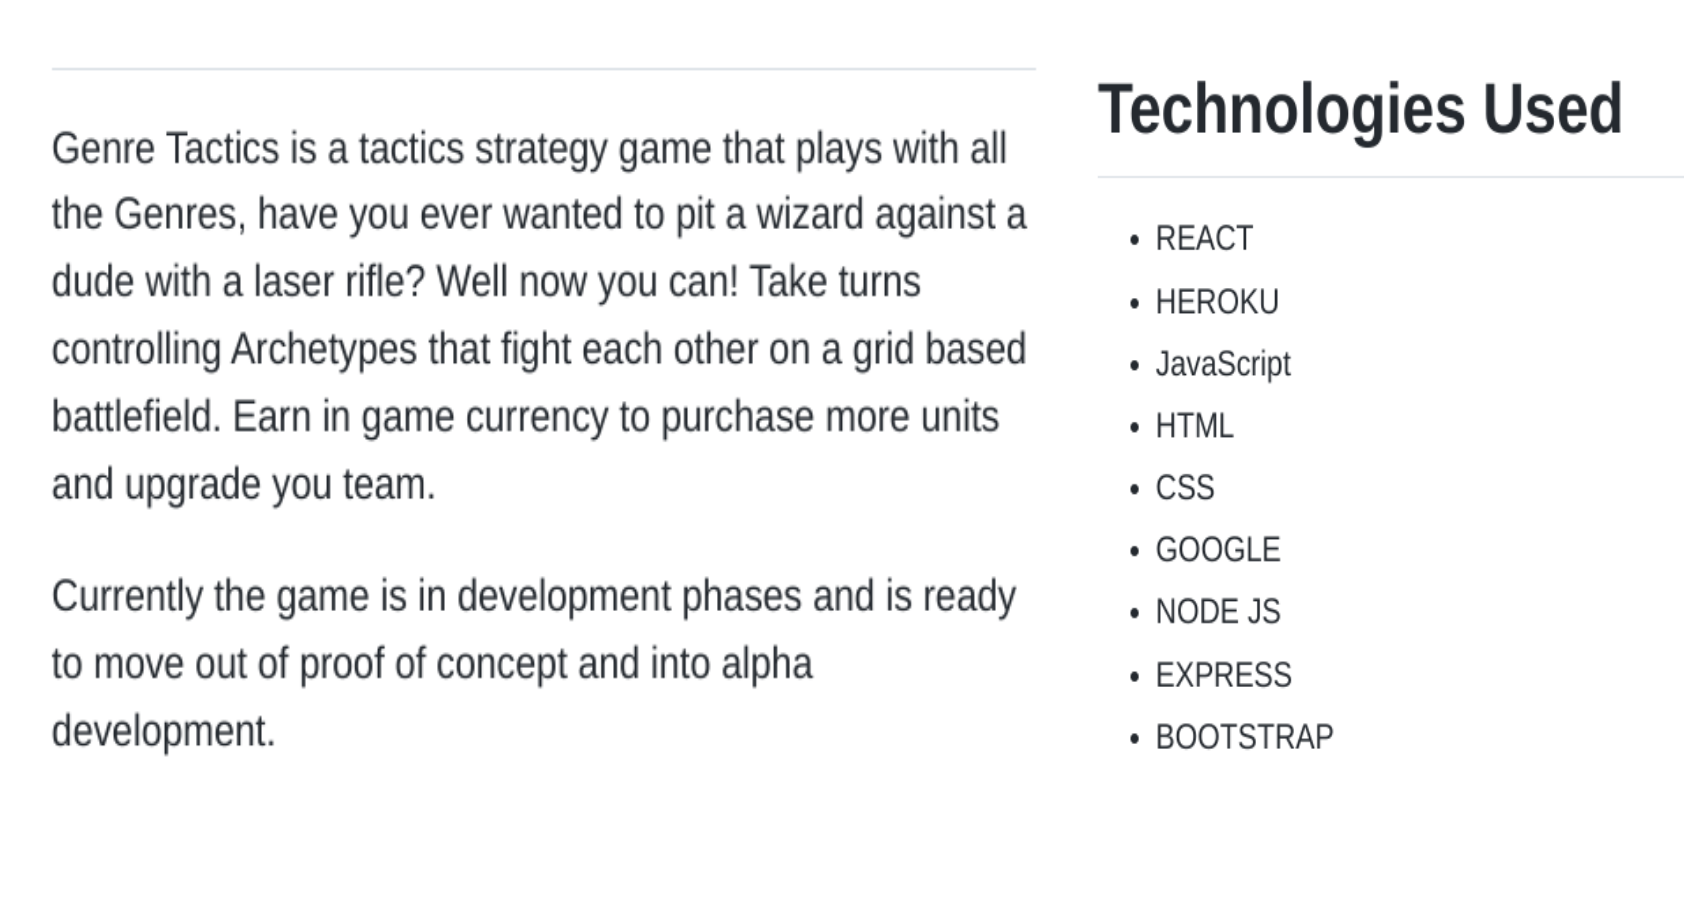 Genre Tactics is a tactics strategy game that plays with all
the Genres, have you ever wanted to pit a wizard against a
dude with a laser rifle? Well now you can! Take turns
controlling Archetypes that fight each other on a grid based
battlefield. Earn in game currency to purchase more units
and upgrade you team.
Currently the game is in development phases and is ready
to move out of proof of concept and into alpha
development.
Technologies Used
• REACT
• HEROKU
• JavaScript
• HTML
• CSS
• GOOGLE
• NODE JS
• EXPRESS
• BOOTSTRAP